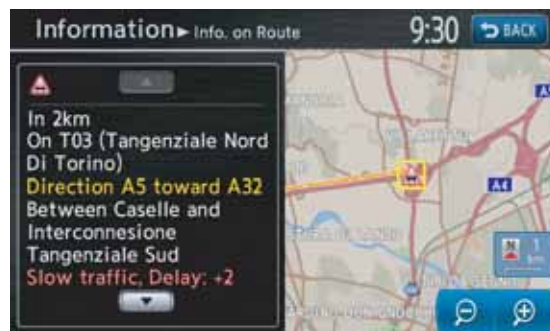 Information ► Info. on Route
9:30
BACK
In 2km
On T03 (Tangenziale Nord
Di Torino)
Direction A5 toward A32
Between Caselle and
Interconnesione
Tangenziale Sud
Slow traffic, Delay: +2
A4
N
1
km